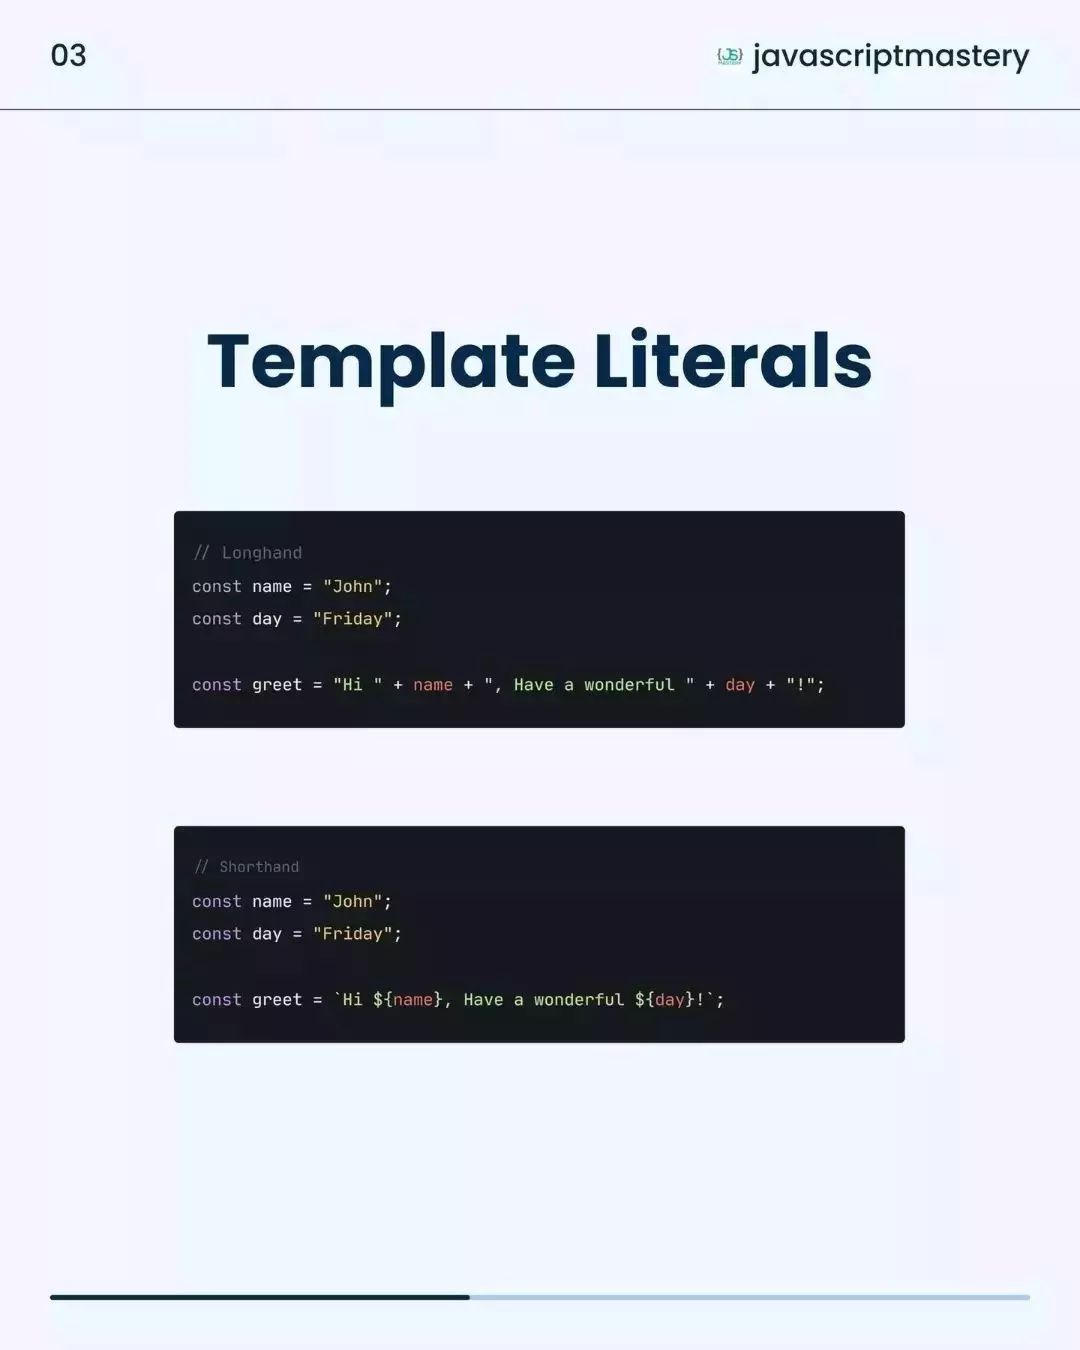 03
{JS} MASTERY javascriptmastery
Template Literals
// Longhand
const name = "John";
const day = "Friday";
const greet = "Hi " + name + ", Have a wonderful " + day + "!";
// Shorthand
const name = "John";
const day = "Friday";
const greet = `Hi ${name}, Have a wonderful ${day}!`;